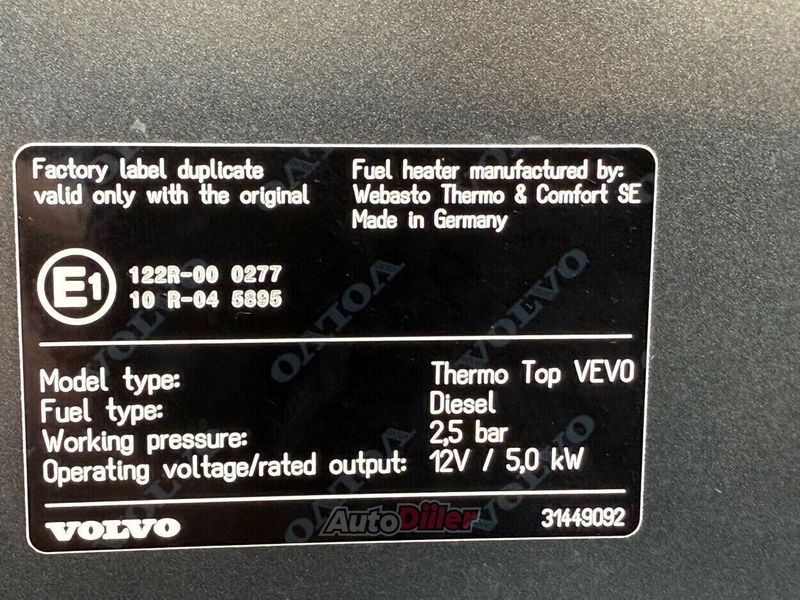 Factory label duplicate
valid only with the original
Fuel heater manufactured by:
Webasto Thermo & Comfort SE
Made in Germany
E1
122R-00 0277
10 R-04 5895
Model type: Thermo Top VEVO
Fuel type: Diesel
Working pressure: 2,5 bar
Operating voltage/rated output: 12V / 5,0 kW
VOLVO AutoDiiler 31449092